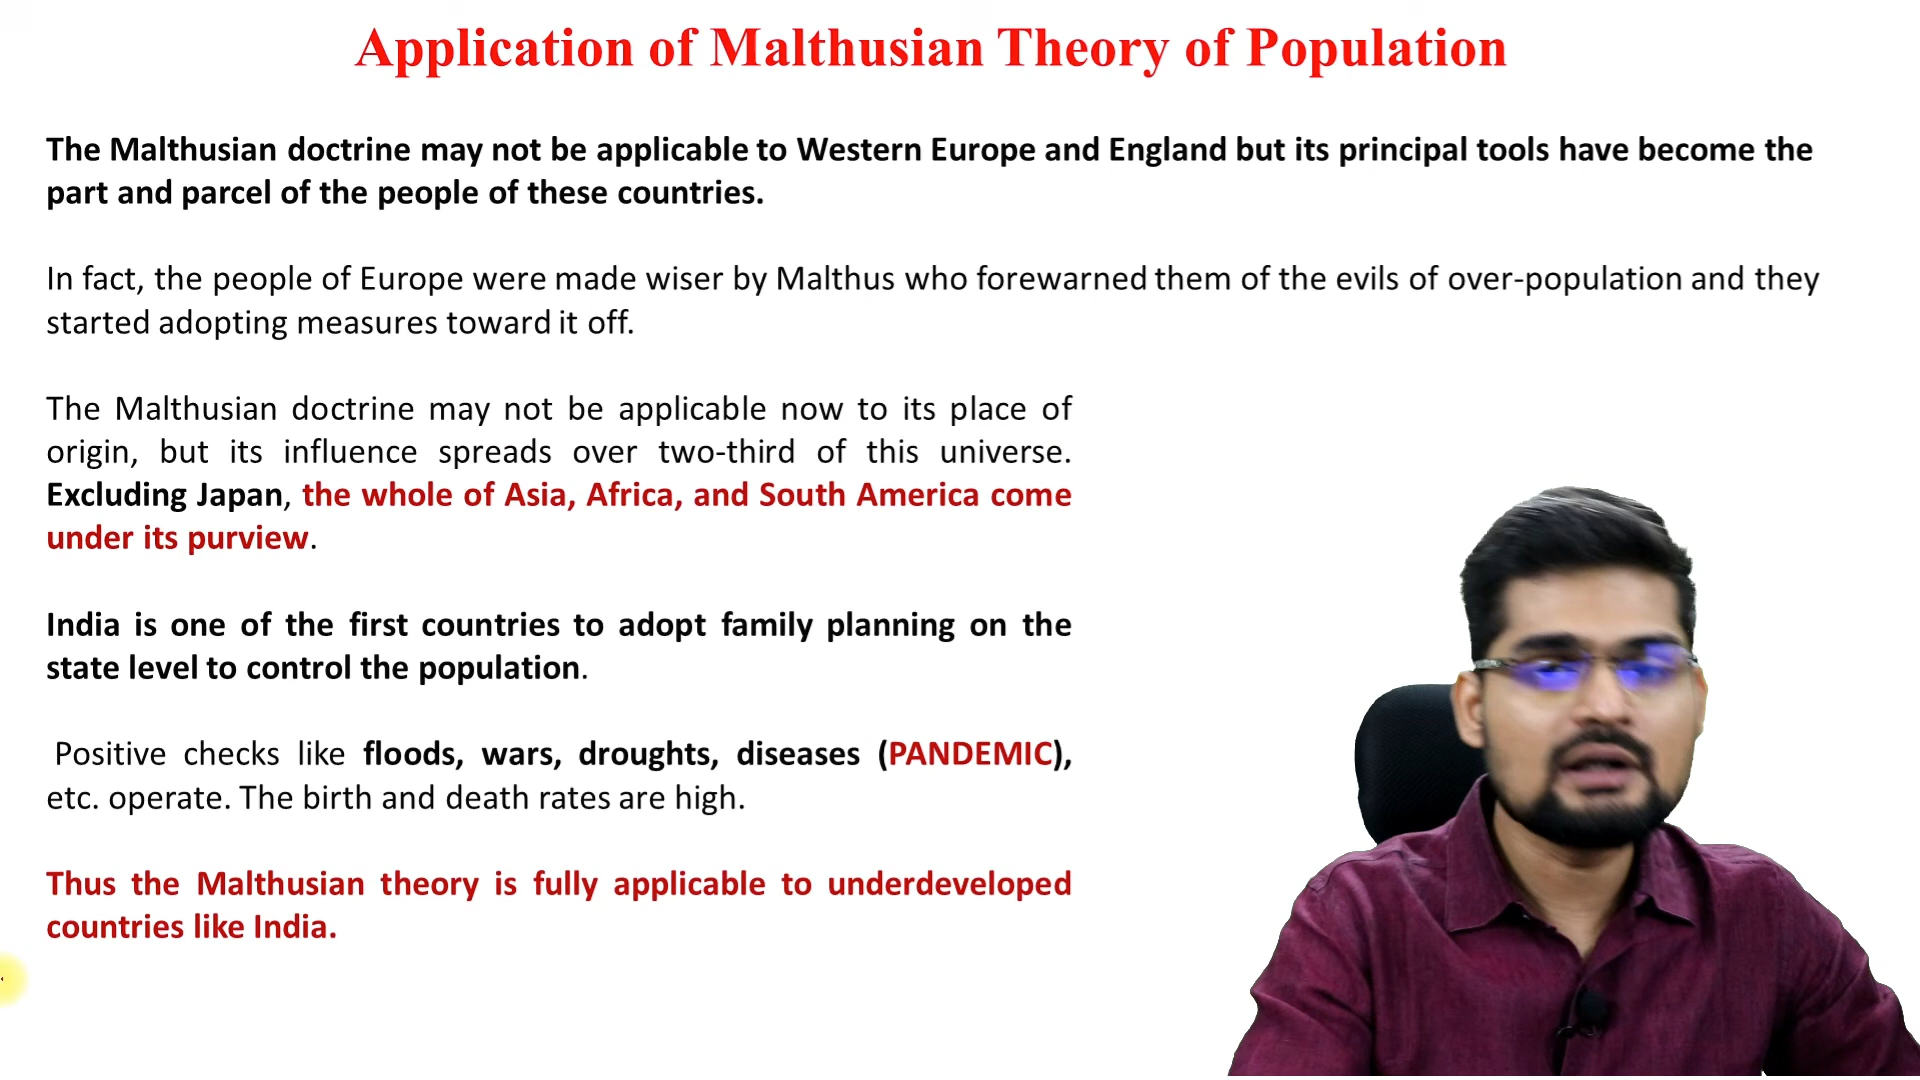 Application of Malthusian Theory of Population
The Malthusian doctrine may not be applicable to Western Europe and England but its principal tools have become the
part and parcel of the people of these countries.
In fact, the people of Europe were made wiser by Malthus who forewarned them of the evils of over-population and they
started adopting measures toward it off.
The Malthusian doctrine may not be applicable now to its place of
origin, but its influence spreads over two-third of this universe.
Excluding Japan, the whole of Asia, Africa, and South America come
under its purview.
India is one of the first countries to adopt family planning on the
state level to control the population.
Positive checks like floods, wars, droughts, diseases (PANDEMIC),
etc. operate. The birth and death rates are high.
Thus the Malthusian theory is fully applicable to underdeveloped
countries like India.